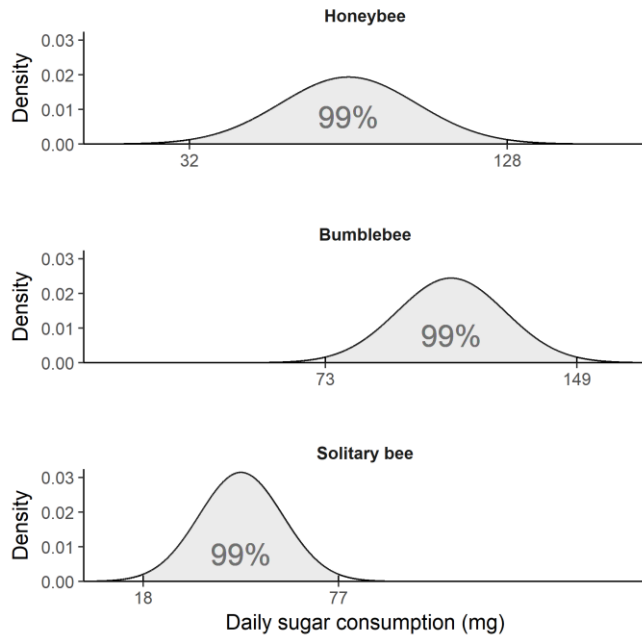 Honeybee
0.03
0.02
0.01
0.00
Density
99%
32 128
Bumblebee
0.03
0.02
0.01
0.00
Density
99%
73 149
Solitary bee
0.03
0.02
0.01
0.00
Density
99%
18 77
Daily sugar consumption (mg)